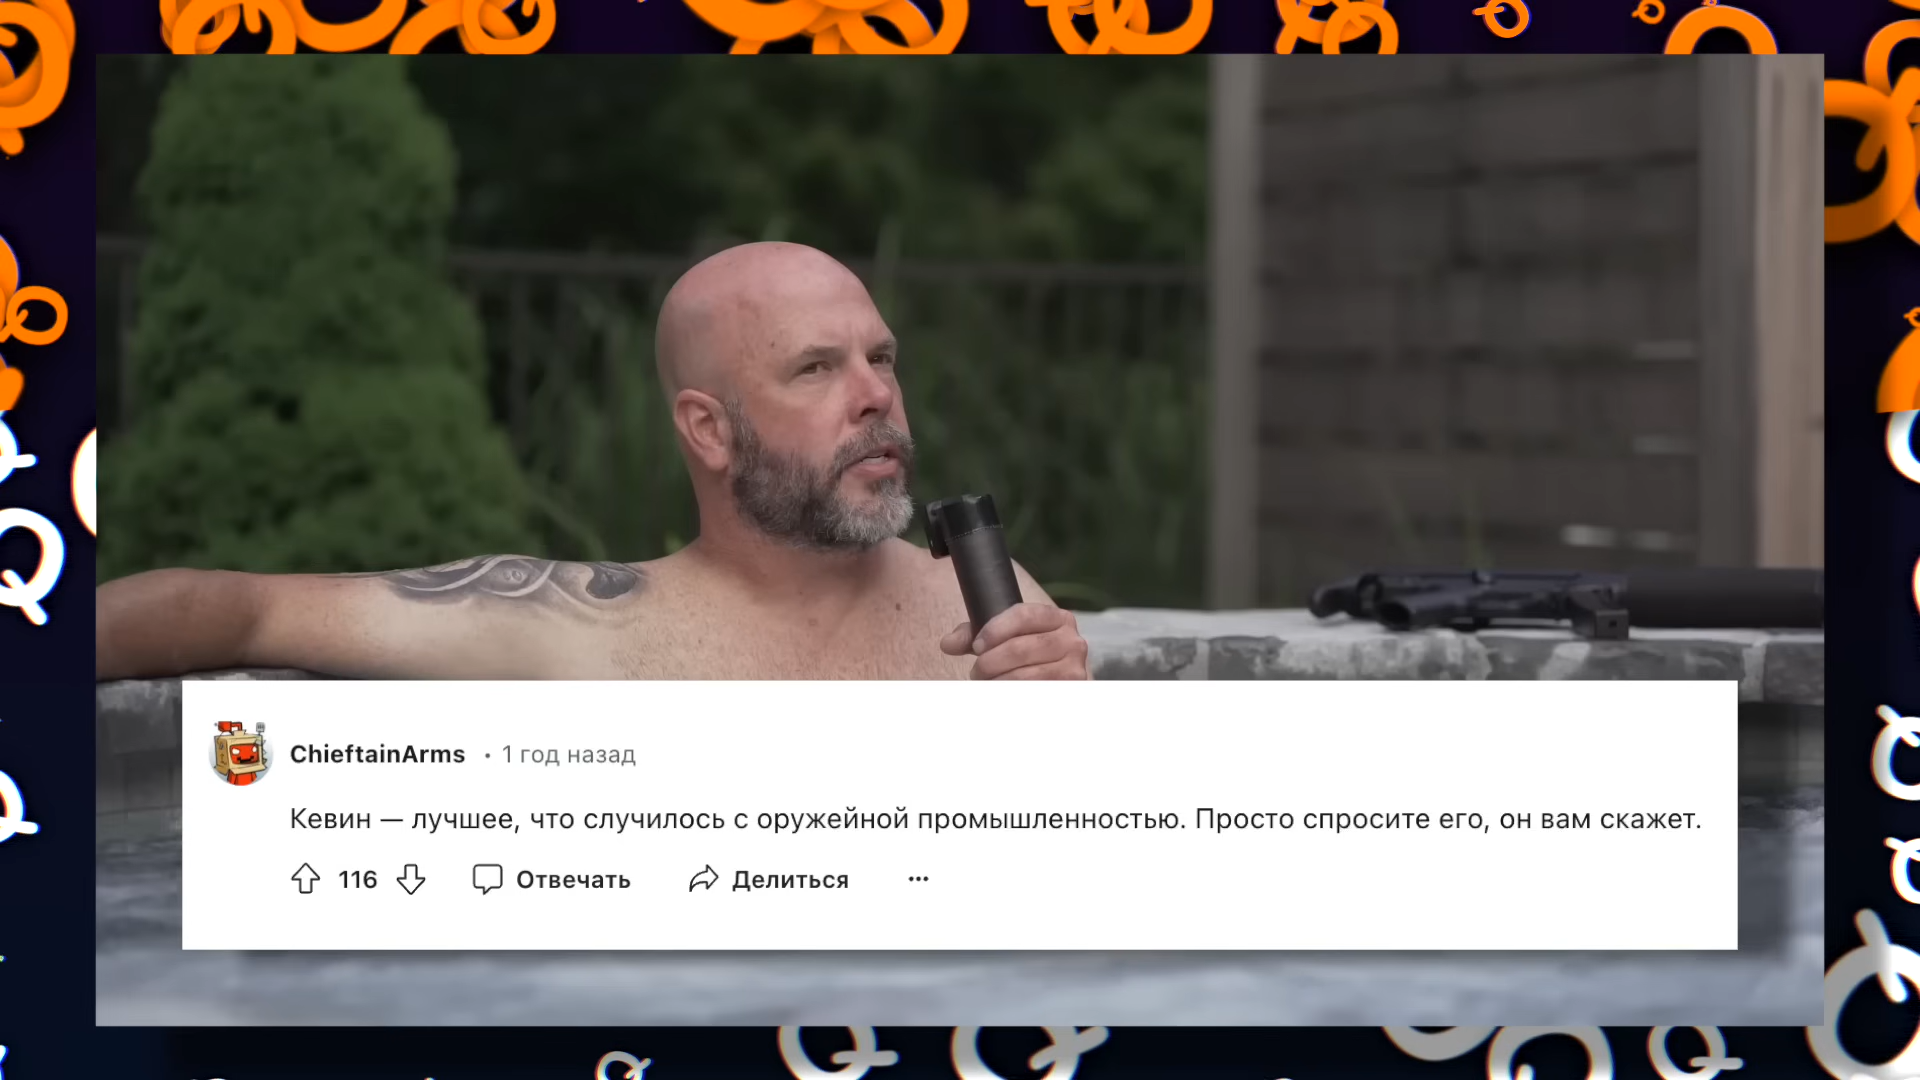 ChieftainArms • 1 год назад
Кевин — лучшее, что случилось с оружейной промышленностью. Просто спросите его, он вам скажет.
116 Отвечать Делиться